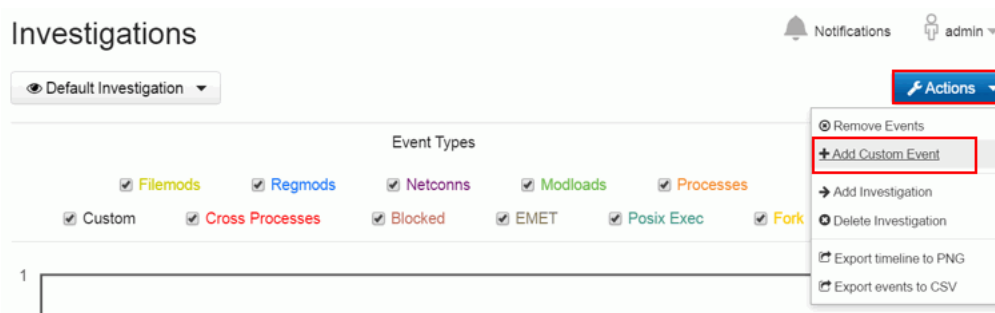 Investigations
Notifications
admin
Default Investigation
Actions
Remove Events
Add Custom Event
Add Investigation
Delete Investigation
Export timeline to PNG
Export events to CSV
Event Types
Filemods Regmods Netconns Modloads Processes
Custom Cross Processes Blocked EMET Posix Exec Fork
1